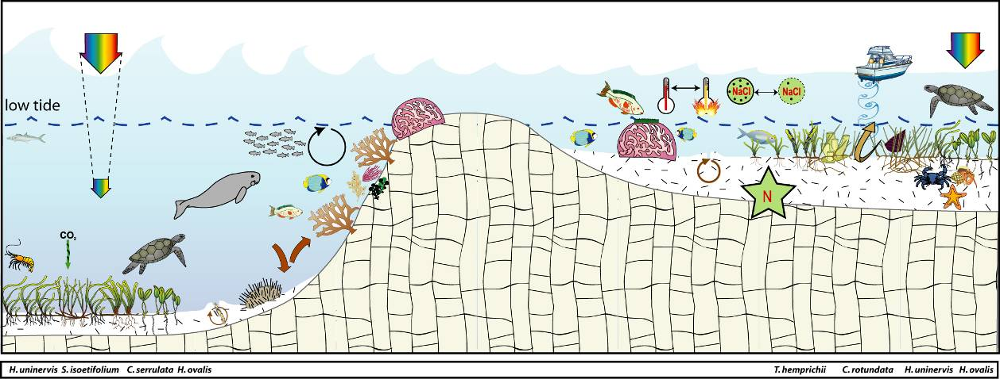 low tide
NaCl NaCl
N
CO₂
H. uninervis S. isoetifolium C. serrulata H. ovalis T. hemprichii C. rotundata H. uninervis H. ovalis